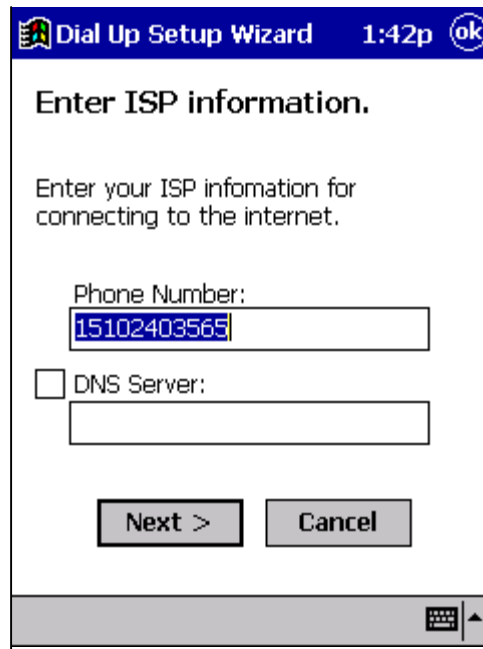 Dial Up Setup Wizard 1:42p ok
Enter ISP information.
Enter your ISP infomation for
connecting to the internet.
Phone Number:
15102403565
DNS Server:
Next > Cancel